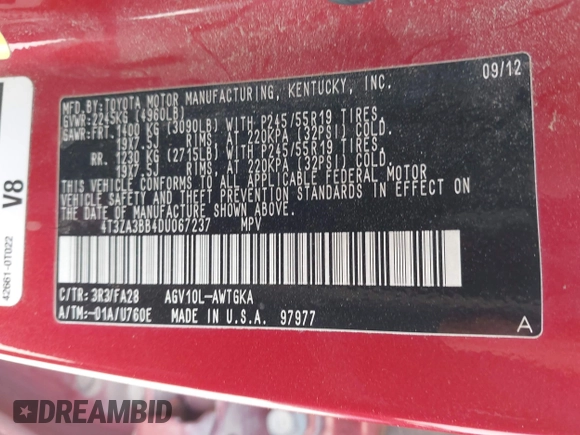 MFD.BY:TOYOTA MOTOR MANUFACTURING, KENTUCKY, INC. 09/12
GVWR:2245KG (4960LB)
GAWR:FRT. 1400 KG (3090LB) WITH P245/55R19 TIRES,
19X7.5J RIMS, AT 220KPA (32PSI) COLD.
RR. 1230 KG (2715LB) WITH P245/55R19 TIRES,
19X7.5J RIMS, AT 220KPA (32PSI) COLD.
THIS VEHICLE CONFORMS TO ALL APPLICABLE FEDERAL MOTOR
VEHICLE SAFETY AND THEFT PREVENTION STANDARDS IN EFFECT ON
THE DATE OF MANUFACTURE SHOWN ABOVE.
4T3ZA3BB4DU067237 MPV
C/TR: 3R3/FA28 AGV10L-AWTGKA
A/TM:-01A/U760E MADE IN U.S.A. 97977
A
V8
42661-0T022
DREAMBID